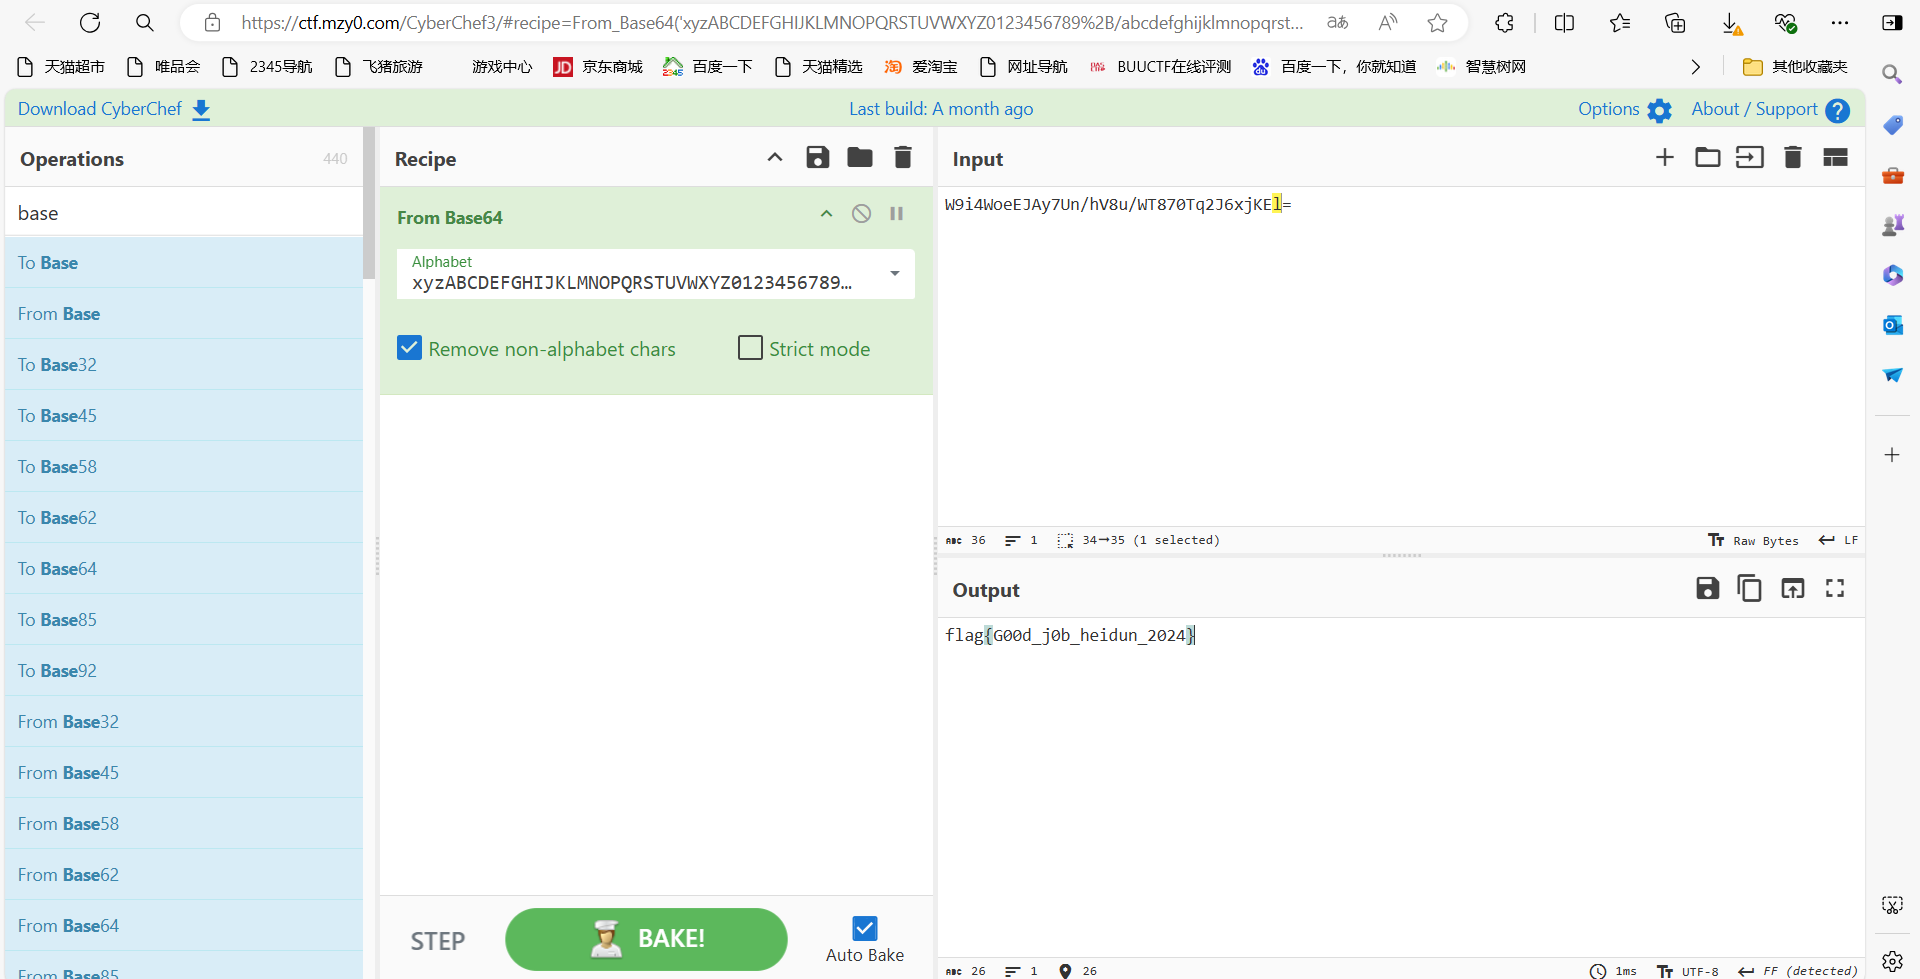 https://ctf.mzy0.com/CyberChef3/#recipe=From_Base64('xyzABCDEFGHIJKLMNOPQRSTUVWXYZ0123456789%2B/abcdefghijklmnopqrst...
天猫超市 唯品会 2345导航 飞猪旅游 游戏中心 JD 京东商城 2345 百度一下 天猫精选 淘 爱淘宝 网址导航 BUUCTF在线评测 百度一下，你就知道 智慧树网 其他收藏夹
Download CyberChef Last build: A month ago Options About / Support
Operations 440
base
To Base
From Base
To Base32
To Base45
To Base58
To Base62
To Base64
To Base85
To Base92
From Base32
From Base45
From Base58
From Base62
From Base64
From Base85
Recipe
From Base64
Alphabet
xyzABCDEFGHIJKLMNOPQRSTUVWXYZ0123456789...
Remove non-alphabet chars Strict mode
STEP BAKE! Auto Bake
Input
W9i4WoeEJAy7Un/hV8u/WT870Tq2J6xjKEl=
ABC 36 1 34→35 (1 selected) Raw Bytes LF
Output
flag{G00d_j0b_heidun_2024}
ABC 26 1 26 1ms UTF-8 FF (detected)